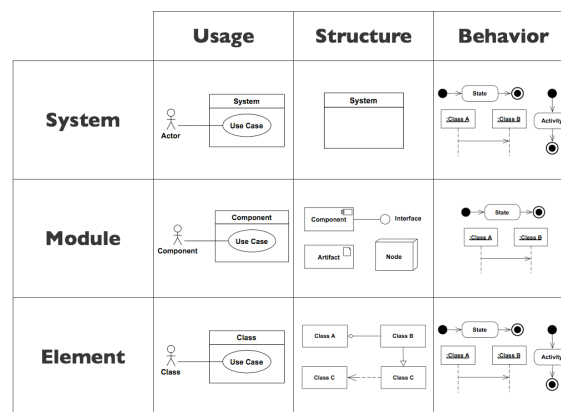 Usage Structure Behavior
System
System
Use Case
Actor
System
State
:Class A :Class B
Activity
Module
Component
Use Case
Component
Component
Interface
Artifact
Node
State
:Class A :Class B
Element
Class
Use Case
Class
Class A Class B
Class C Class C
State
:Class A :Class B
Activity